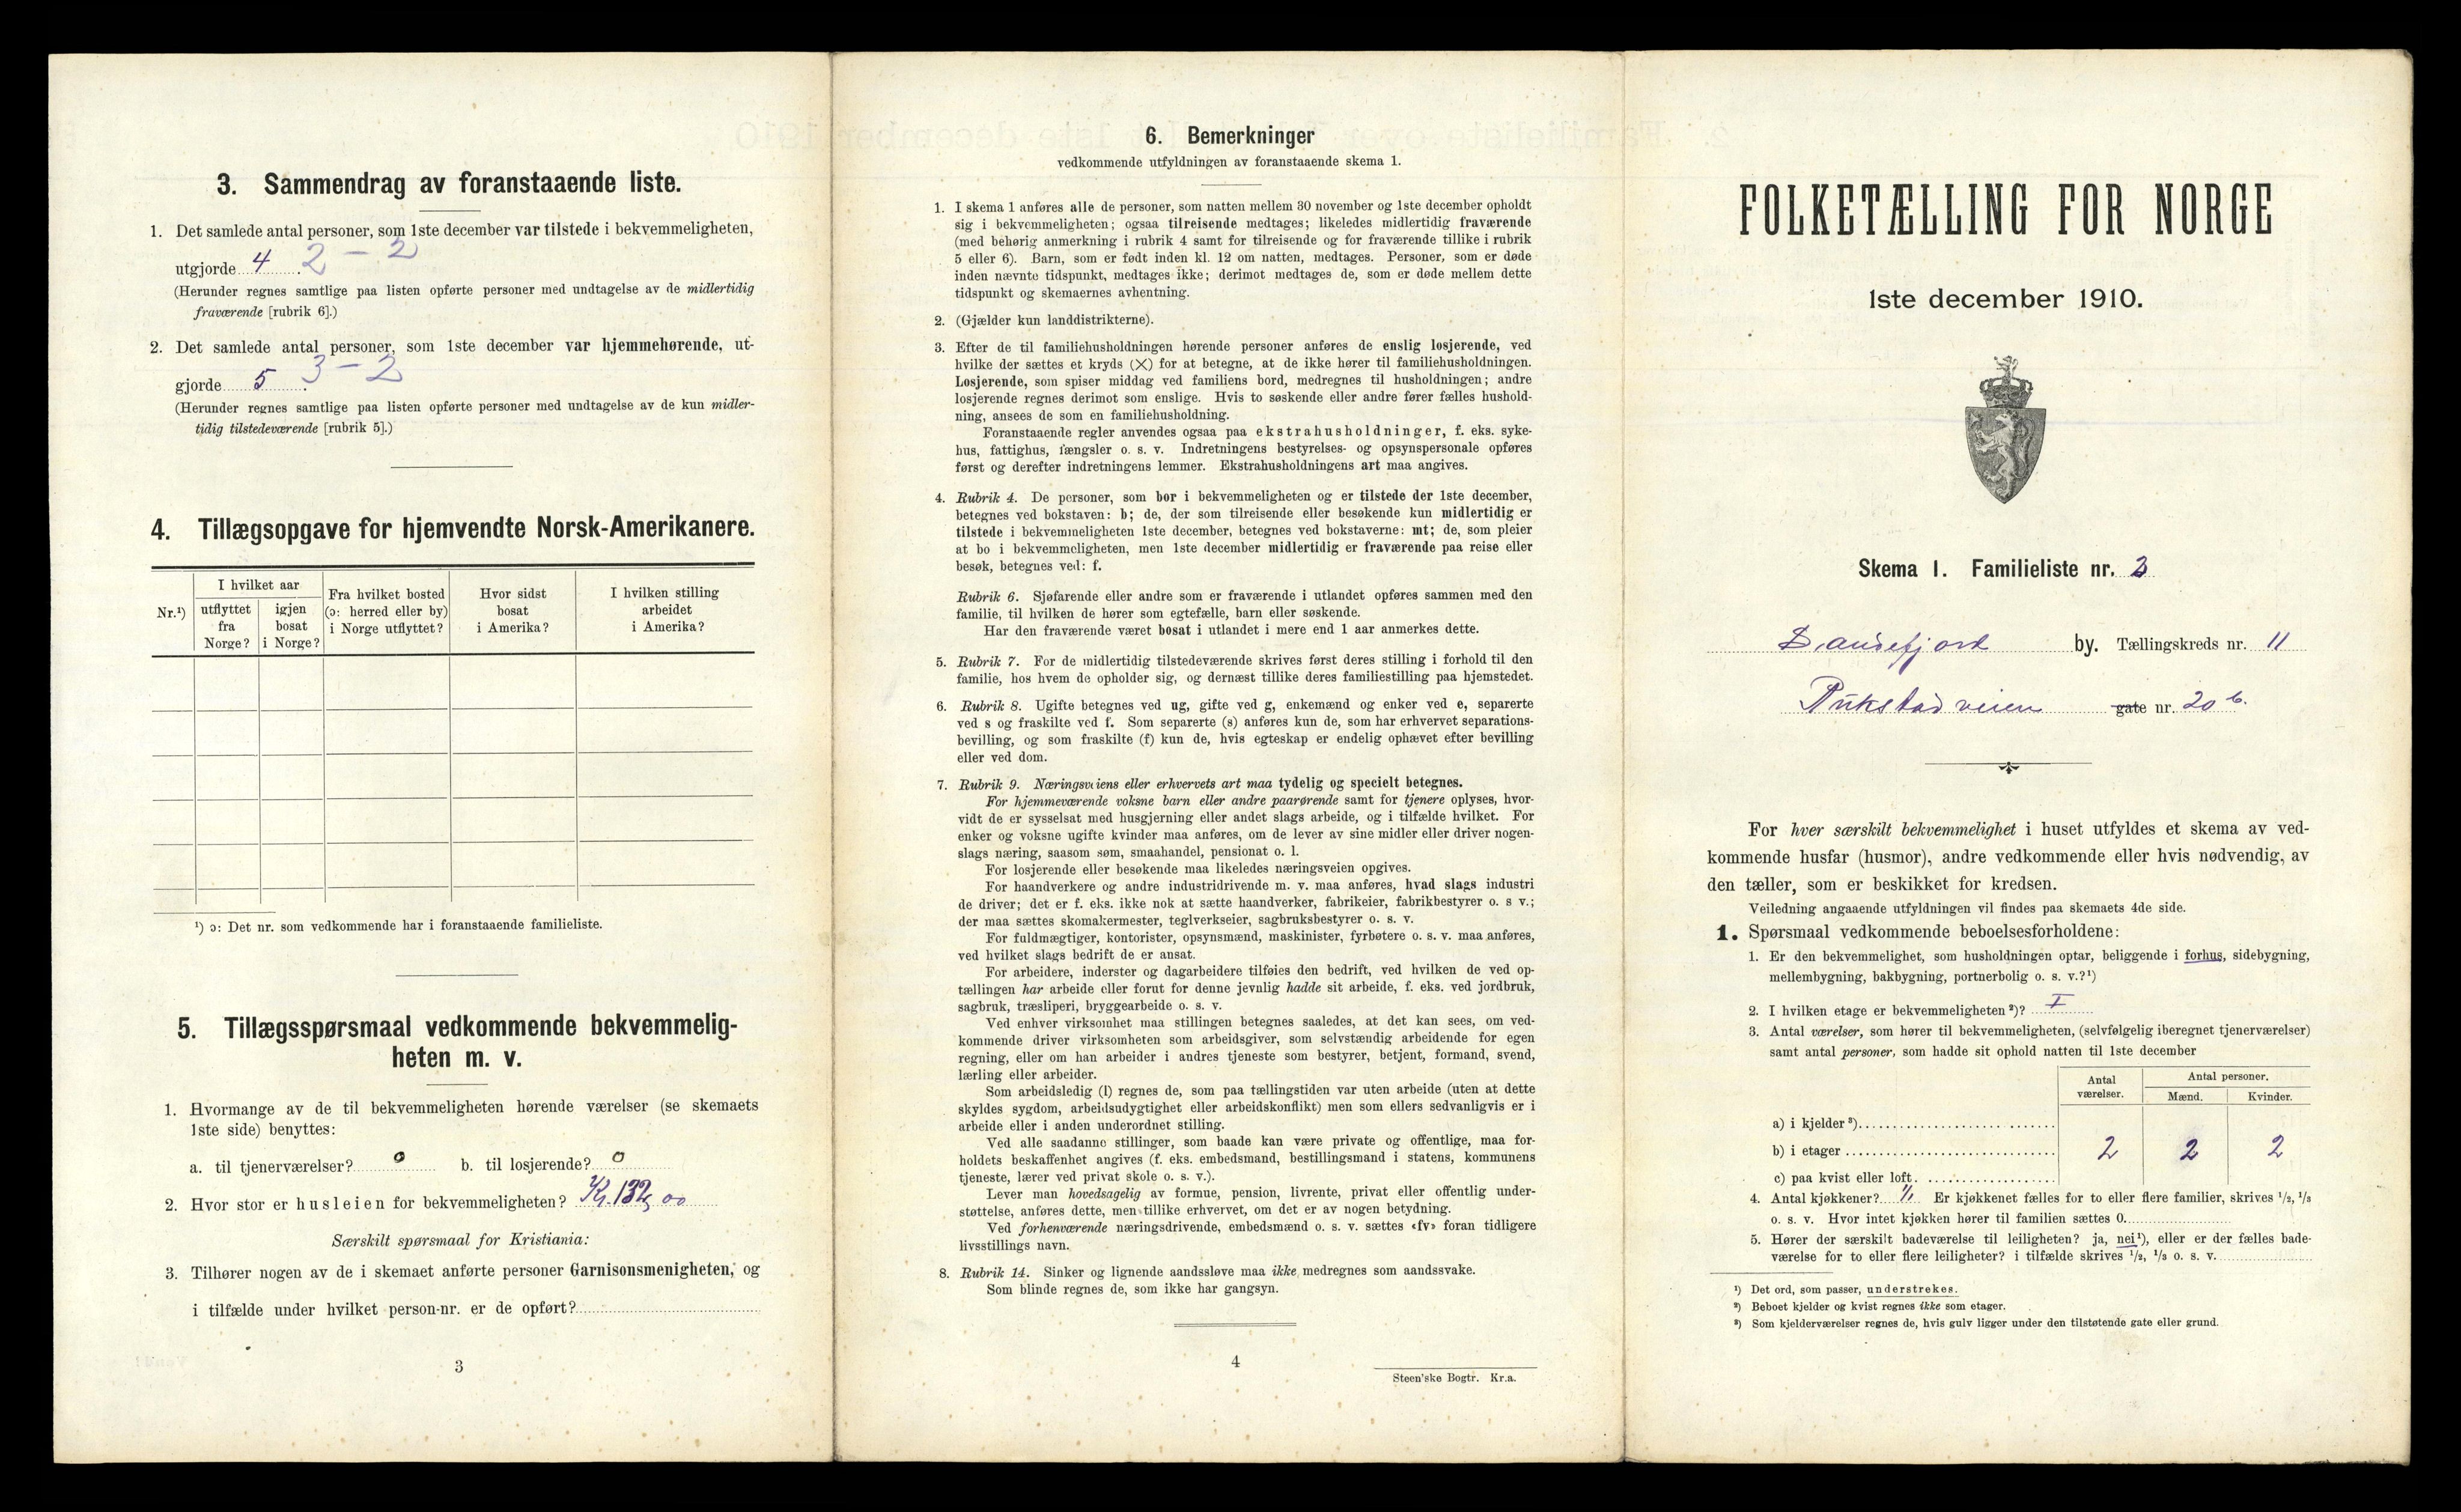 3. Sammendrag av foranstaaende liste.
1. Det samlede antal personer, som 1ste december var tilstede i bekvemmeligheten,
utgjorde 4 2 – 2
(Herunder regnes samtlige paa listen opførte personer med undtagelse av de midlertidig
fraværende [rubrik 6].)
2. Det samlede antal personer, som 1ste december var hjemmehørende, ut-
gjorde 5 3 – 2
(Herunder regnes samtlige paa listen opførte personer med undtagelse av de kun midler-
tidig tilstedeværende [rubrik 5].)
4. Tillægsopgave for hjemvendte Norsk-Amerikanere.
Nr.¹)
I hvilket aar
utflyttet fra Norge?
igjen bosat i Norge?
Fra hvilket bosted (ɔ: herred eller by) i Norge utflyttet?
Hvor sidst bosat i Amerika?
I hvilken stilling arbeidet i Amerika?
¹) ɔ: Det nr. som vedkommende har i foranstaaende familieliste.
5. Tillægsspørsmaal vedkommende bekvemmelig-
heten m. v.
1. Hvormange av de til bekvemmeligheten hørende værelser (se skemaets
1ste side) benyttes:
a. til tjenerværelser? 0 b. til losjerende? 0
2. Hvor stor er husleien for bekvemmeligheten? Kr. 132,00
Særskilt spørsmaal for Kristiania:
3. Tilhører nogen av de i skemaet anførte personer Garnisonsmenigheten, og
i tilfælde under hvilket person-nr. er de opført?
3
6. Bemerkninger
vedkommende utfyldningen av foranstaaende skema 1.
1. I skema 1 anføres alle de personer, som natten mellem 30 november og 1ste december opholdt
sig i bekvemmeligheten; ogsaa tilreisende medtages; likeledes midlertidig fraværende
(med behørig anmerkning i rubrik 4 samt for tilreisende og for fraværende tillike i rubrik
5 eller 6). Barn, som er født inden kl. 12 om natten, medtages. Personer, som er døde
inden nævnte tidspunkt, medtages ikke; derimot medtages de, som er døde mellem dette
tidspunkt og skemaernes avhentning.
2. (Gjælder kun landdistrikterne).
3. Efter de til familiehusholdningen hørende personer anføres de enslig losjerende, ved
hvilke der sættes et kryds (X) for at betegne, at de ikke hører til familiehusholdningen.
Losjerende, som spiser middag ved familiens bord, medregnes til husholdningen; andre
losjerende regnes derimot som enslige. Hvis to søskende eller andre fører fælles hushold-
ning, ansees de som en familiehusholdning.
Foranstaaende regler anvendes ogsaa paa ekstrahusholdninger, f. eks. syke-
hus, fattighus, fængsler o. s. v. Indretningens bestyrelses- og opsynspersonale opføres
først og derefter indretningens lemmer. Ekstrahusholdningens art maa angives.
4. Rubrik 4. De personer, som bor i bekvemmeligheten og er tilstede der 1ste december,
betegnes ved bokstaven: b; de, der som tilreisende eller besøkende kun midlertidig er
tilstede i bekvemmeligheten 1ste december, betegnes ved bokstaverne: mt; de, som pleier
at bo i bekvemmeligheten, men 1ste december midlertidig er fraværende paa reise eller
besøk, betegnes ved: f.
Rubrik 6. Sjøfarende eller andre som er fraværende i utlandet opføres sammen med den
familie, til hvilken de hører som egtefælle, barn eller søskende.
Har den fraværende været bosat i utlandet i mere end 1 aar anmerkes dette.
5. Rubrik 7. For de midlertidig tilstedeværende skrives først deres stilling i forhold til den
familie, hos hvem de opholder sig, og dernæst tillike deres familiestilling paa hjemstedet.
6. Rubrik 8. Ugifte betegnes ved ug, gifte ved g, enkemænd og enker ved e, separerte
ved s og fraskilte ved f. Som separerte (s) anføres kun de, som har erhvervet separations-
bevilling, og som fraskilte (f) kun de, hvis egteskap er endelig ophævet efter bevilling
eller ved dom.
7. Rubrik 9. Næringsveiens eller erhvervets art maa tydelig og specielt betegnes.
For hjemmeværende voksne barn eller andre paarørende samt for tjenere oplyses, hvor-
vidt de er sysselsat med husgjerning eller andet slags arbeide, og i tilfælde hvilket. For
enker og voksne ugifte kvinder maa anføres, om de lever av sine midler eller driver nogen-
slags næring, saasom søm, smaahandel, pensionat o. l.
For losjerende eller besøkende maa likeledes næringsveien opgives.
For haandverkere og andre industridrivende m. v. maa anføres, hvad slags industri
de driver; det er f. eks. ikke nok at sætte haandverker, fabrikeier, fabrikbestyrer o. s v.;
der maa sættes skomakermester, teglverkseier, sagbruksbestyrer o. s. v.
For fuldmægtiger, kontorister, opsynsmænd, maskinister, fyrbøtere o. s. v. maa anføres,
ved hvilket slags bedrift de er ansat.
For arbeidere, inderster og dagarbeidere tilføies den bedrift, ved hvilken de ved op-
tællingen har arbeide eller forut for denne jevnlig hadde sit arbeide, f. eks. ved jordbruk,
sagbruk, træsliperi, bryggearbeide o. s. v.
Ved enhver virksomhet maa stillingen betegnes saaledes, at det kan sees, om ved-
kommende driver virksomheten som arbeidsgiver, som selvstændig arbeidende for egen
regning, eller om han arbeider i andres tjeneste som bestyrer, betjent, formand, svend,
lærling eller arbeider.
Som arbeidsledig (l) regnes de, som paa tællingstiden var uten arbeide (uten at dette
skyldes sygdom, arbeidsudygtighet eller arbeidskonflikt) men som ellers sedvanligvis er i
arbeide eller i anden underordnet stilling.
Ved alle saadanne stillinger, som baade kan være private og offentlige, maa for-
holdets beskaffenhet angives (f. eks. embedsmand, bestillingsmand i statens, kommunens
tjeneste, lærer ved privat skole o. s. v.).
Lever man hovedsagelig av formue, pension, livrente, privat eller offentlig under-
støttelse, anføres dette, men tillike erhvervet, om det er av nogen betydning.
Ved forhenværende næringsdrivende, embedsmænd o. s. v. sættes «fv» foran tidligere
livsstillings navn.
8. Rubrik 14. Sinker og lignende aandssløve maa ikke medregnes som aandssvake.
Som blinde regnes de, som ikke har gangsyn.
4
Steen'ske Bogtr. Kr.a.
FOLKETÆLLING FOR NORGE
1ste december 1910.
Skema 1. Familieliste nr. 3
Sandefjord by. Tællingskreds nr. 11
Pukstadveien gate nr. 20 b.
For hver særskilt bekvemmelighet i huset utfyldes et skema av ved-
kommende husfar (husmor), andre vedkommende eller hvis nødvendig, av
den tæller, som er beskikket for kredsen.
Veiledning angaaende utfyldningen vil findes paa skemaets 4de side.
1. Spørsmaal vedkommende beboelsesforholdene:
1. Er den bekvemmelighet, som husholdningen optar, beliggende i forhus, sidebygning,
mellembygning, bakbygning, portnerbolig o. s. v.?¹)
2. I hvilken etage er bekvemmeligheten²)? I
3. Antal værelser, som hører til bekvemmeligheten, (selvfølgelig iberegnet tjenerværelser)
samt antal personer, som hadde sit ophold natten til 1ste december
Antal værelser. Antal personer.
Mænd. Kvinder.
a) i kjelder³)
b) i etager 2 2 2
c) paa kvist eller loft
4. Antal kjøkkener? 1/1 Er kjøkkenet fælles for to eller flere familier, skrives 1/2, 1/3
o. s. v. Hvor intet kjøkken hører til familien sættes 0.
5. Hører der særskilt badeværelse til leiligheten? ja, nei¹), eller er der fælles bade-
værelse for to eller flere leiligheter? i tilfælde skrives 1/2, 1/3 o. s. v.
¹) Det ord, som passer, understrekes.
²) Beboet kjelder og kvist regnes ikke som etager.
³) Som kjelderværelser regnes de, hvis gulv ligger under den tilstøtende gate eller grund.